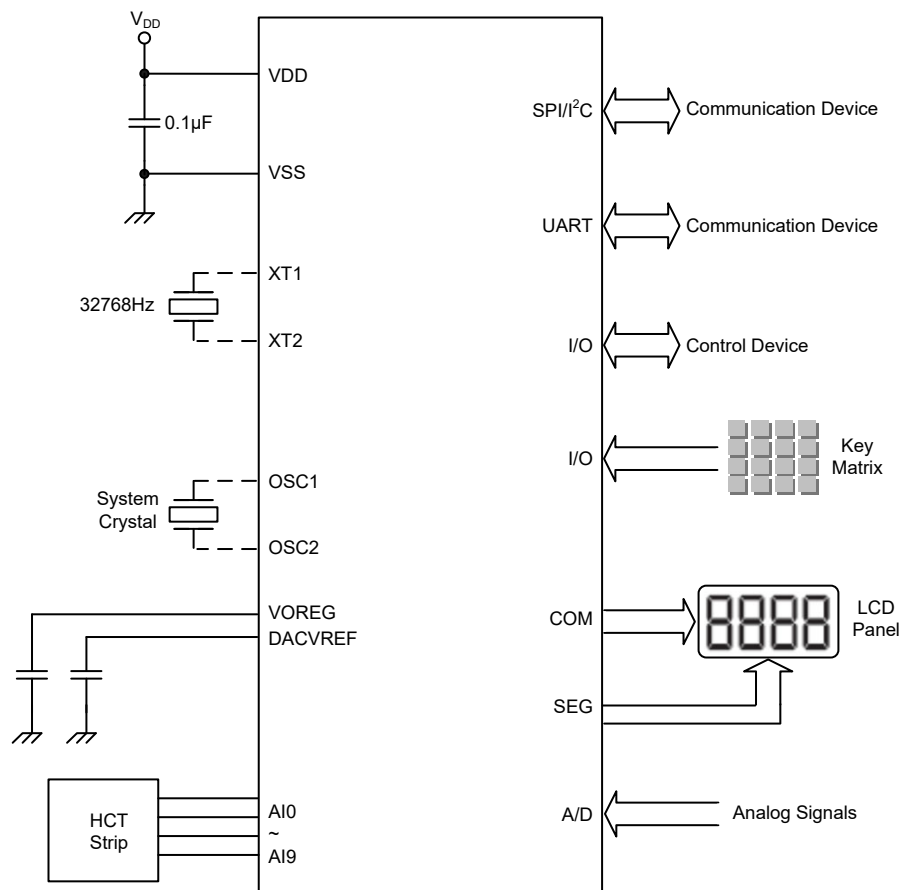 VDD
VDD
0.1µF
VSS
XT1
32768Hz
XT2
OSC1
System
Crystal
OSC2
VOREG
DACVREF
HCT
Strip
AI0
~
AI9
SPI/I²C
Communication Device
UART
Communication Device
I/O
Control Device
I/O
Key
Matrix
COM
8888
LCD
Panel
SEG
A/D
Analog Signals